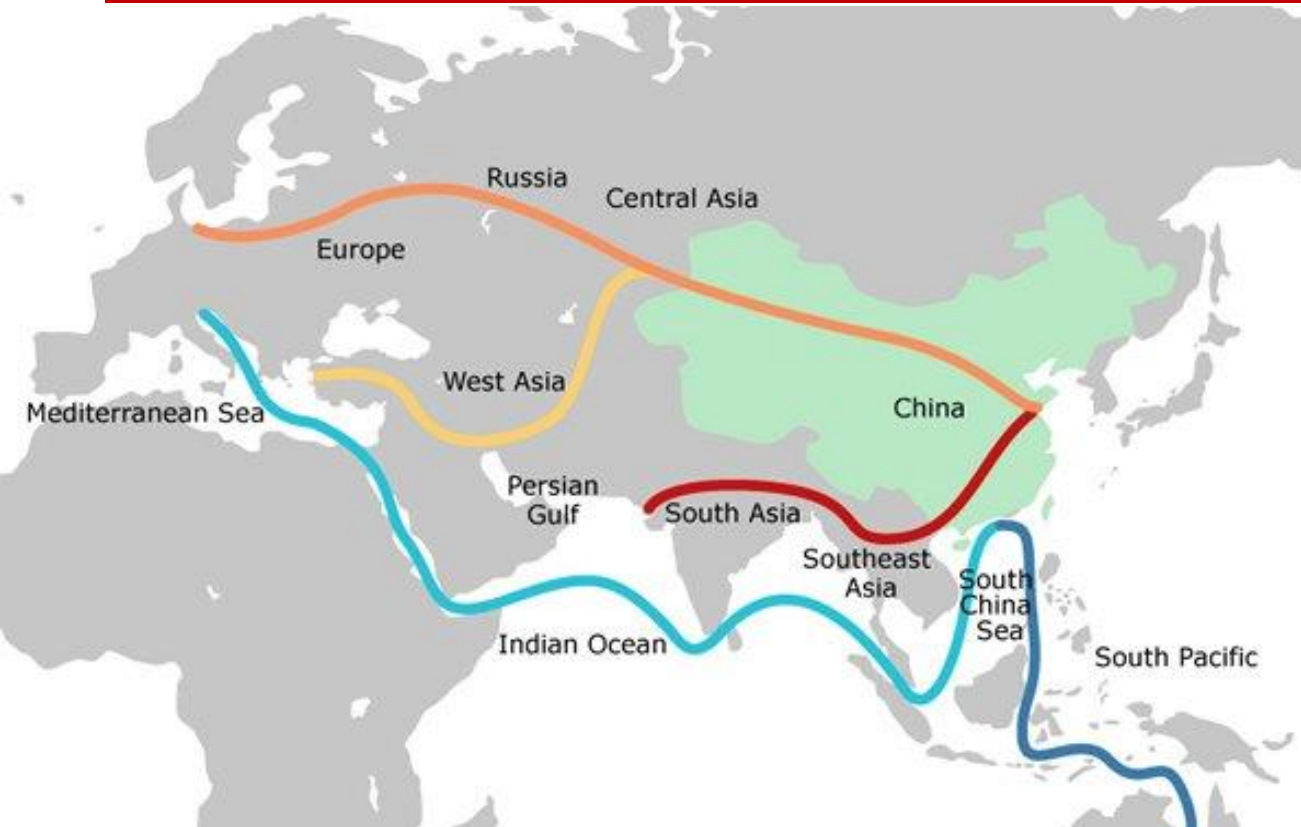 Russia
Central Asia
Europe
West Asia
China
Mediterranean Sea
Persian
Gulf
South Asia
Southeast
Asia
South
China
Sea
Indian Ocean
South Pacific